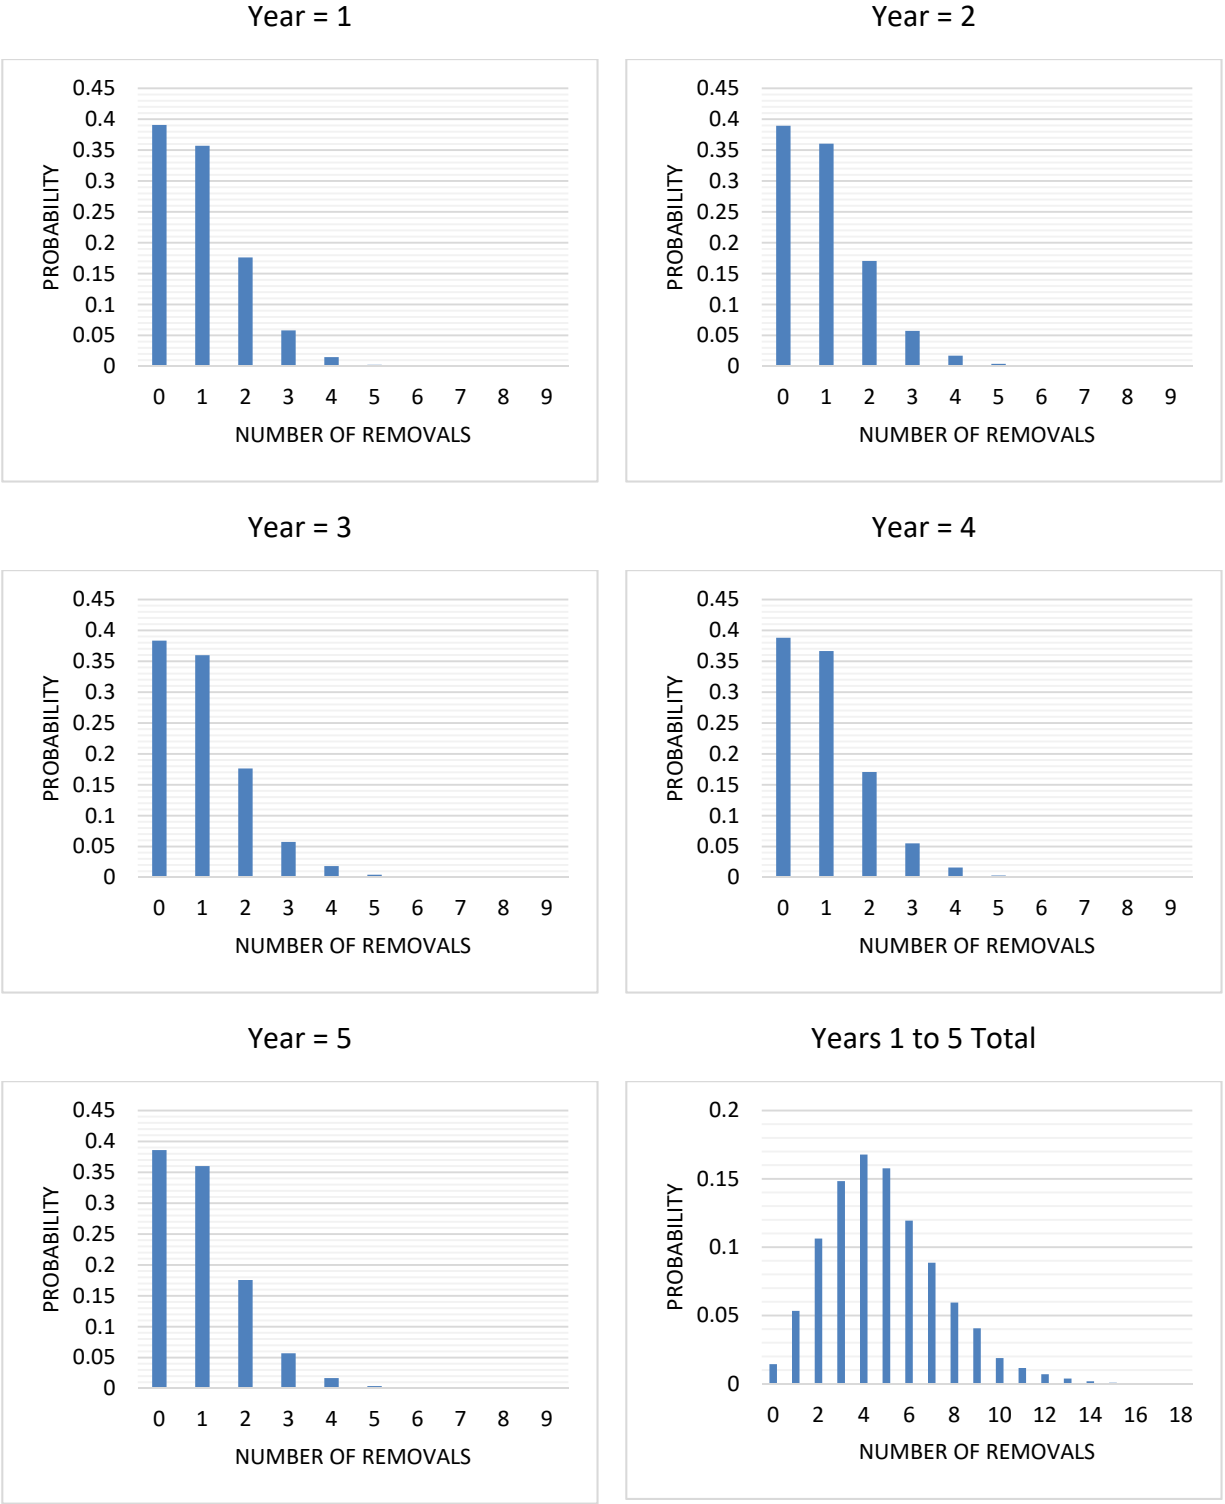 Year = 1
0.45
0.4
0.35
0.3
0.25
0.2
0.15
0.1
0.05
0
PROBABILITY
0 1 2 3 4 5 6 7 8 9
NUMBER OF REMOVALS
Year = 2
0.45
0.4
0.35
0.3
0.25
0.2
0.15
0.1
0.05
0
PROBABILITY
0 1 2 3 4 5 6 7 8 9
NUMBER OF REMOVALS
Year = 3
0.45
0.4
0.35
0.3
0.25
0.2
0.15
0.1
0.05
0
PROBABILITY
0 1 2 3 4 5 6 7 8 9
NUMBER OF REMOVALS
Year = 4
0.45
0.4
0.35
0.3
0.25
0.2
0.15
0.1
0.05
0
PROBABILITY
0 1 2 3 4 5 6 7 8 9
NUMBER OF REMOVALS
Year = 5
0.45
0.4
0.35
0.3
0.25
0.2
0.15
0.1
0.05
0
PROBABILITY
0 1 2 3 4 5 6 7 8 9
NUMBER OF REMOVALS
Years 1 to 5 Total
0.2
0.15
0.1
0.05
0
PROBABILITY
0 2 4 6 8 10 12 14 16 18
NUMBER OF REMOVALS